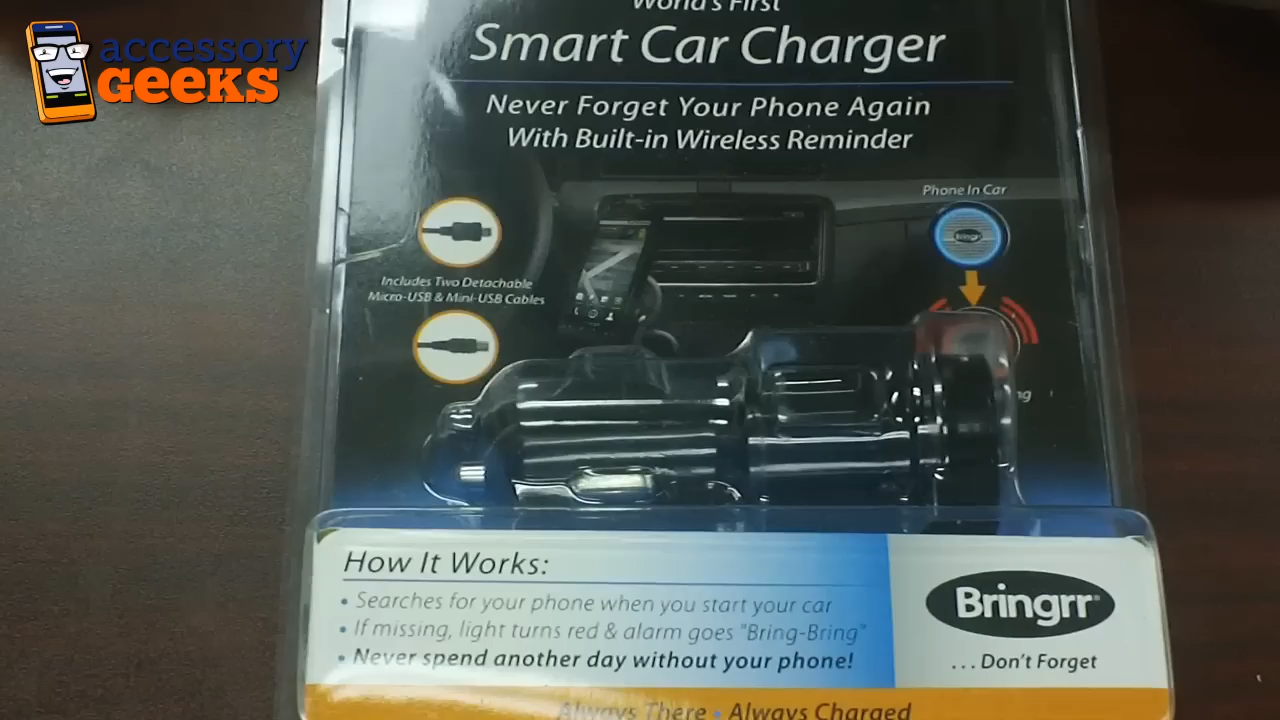 accessory
GEEKS
World's First
Smart Car Charger
Never Forget Your Phone Again
With Built-in Wireless Reminder
Phone In Car
Bringrr
Includes Two Detachable
Micro-USB & Mini-USB Cables
How It Works:
• Searches for your phone when you start your car
• If missing, light turns red & alarm goes "Bring-Bring"
• Never spend another day without your phone!
Bringrr®
...Don't Forget
Always There • Always Charged